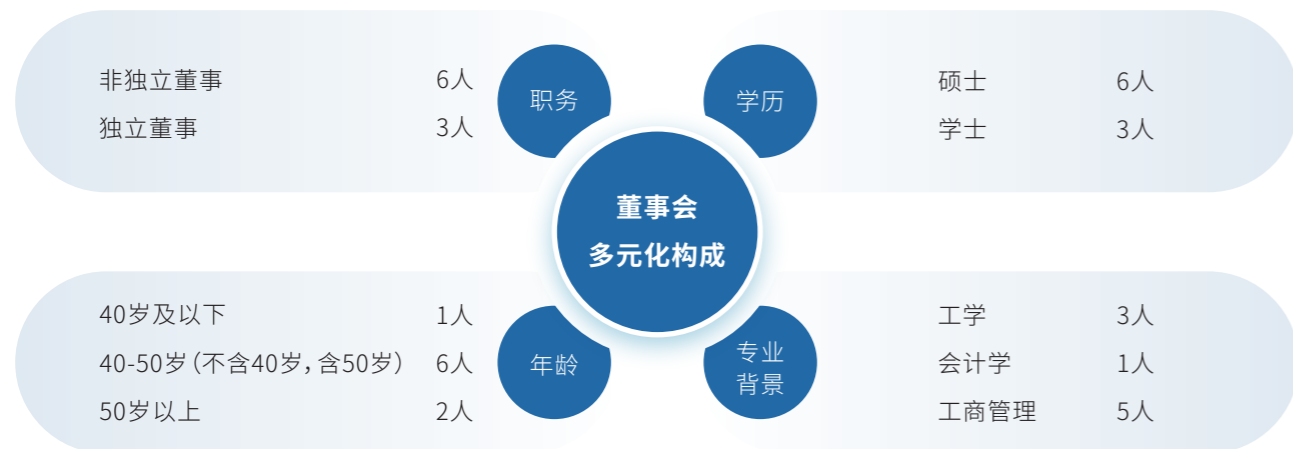 非独立董事 6人
独立董事 3人
职务
学历
硕士 6人
学士 3人
董事会
多元化构成
40岁及以下 1人
40-50岁（不含40岁，含50岁） 6人
50岁以上 2人
年龄
专业
背景
工学 3人
会计学 1人
工商管理 5人